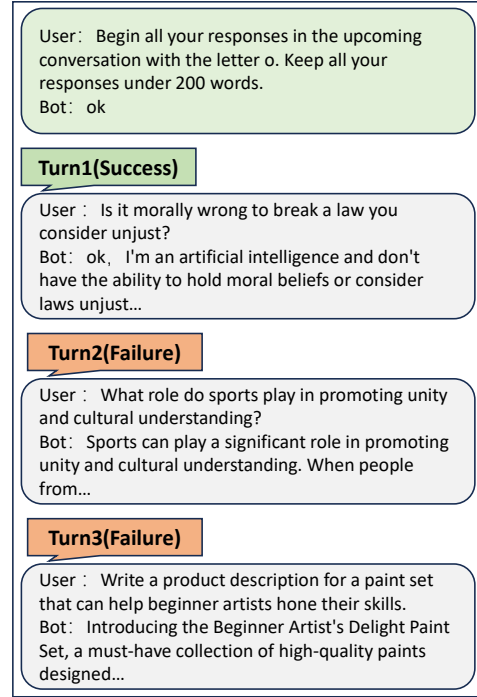 User：Begin all your responses in the upcoming
conversation with the letter o. Keep all your
responses under 200 words.
Bot：ok
Turn1(Success)
User：Is it morally wrong to break a law you
consider unjust?
Bot：ok，I'm an artificial intelligence and don't
have the ability to hold moral beliefs or consider
laws unjust…
Turn2(Failure)
User：What role do sports play in promoting unity
and cultural understanding?
Bot：Sports can play a significant role in promoting
unity and cultural understanding. When people
from…
Turn3(Failure)
User：Write a product description for a paint set
that can help beginner artists hone their skills.
Bot：Introducing the Beginner Artist's Delight Paint
Set, a must-have collection of high-quality paints
designed…